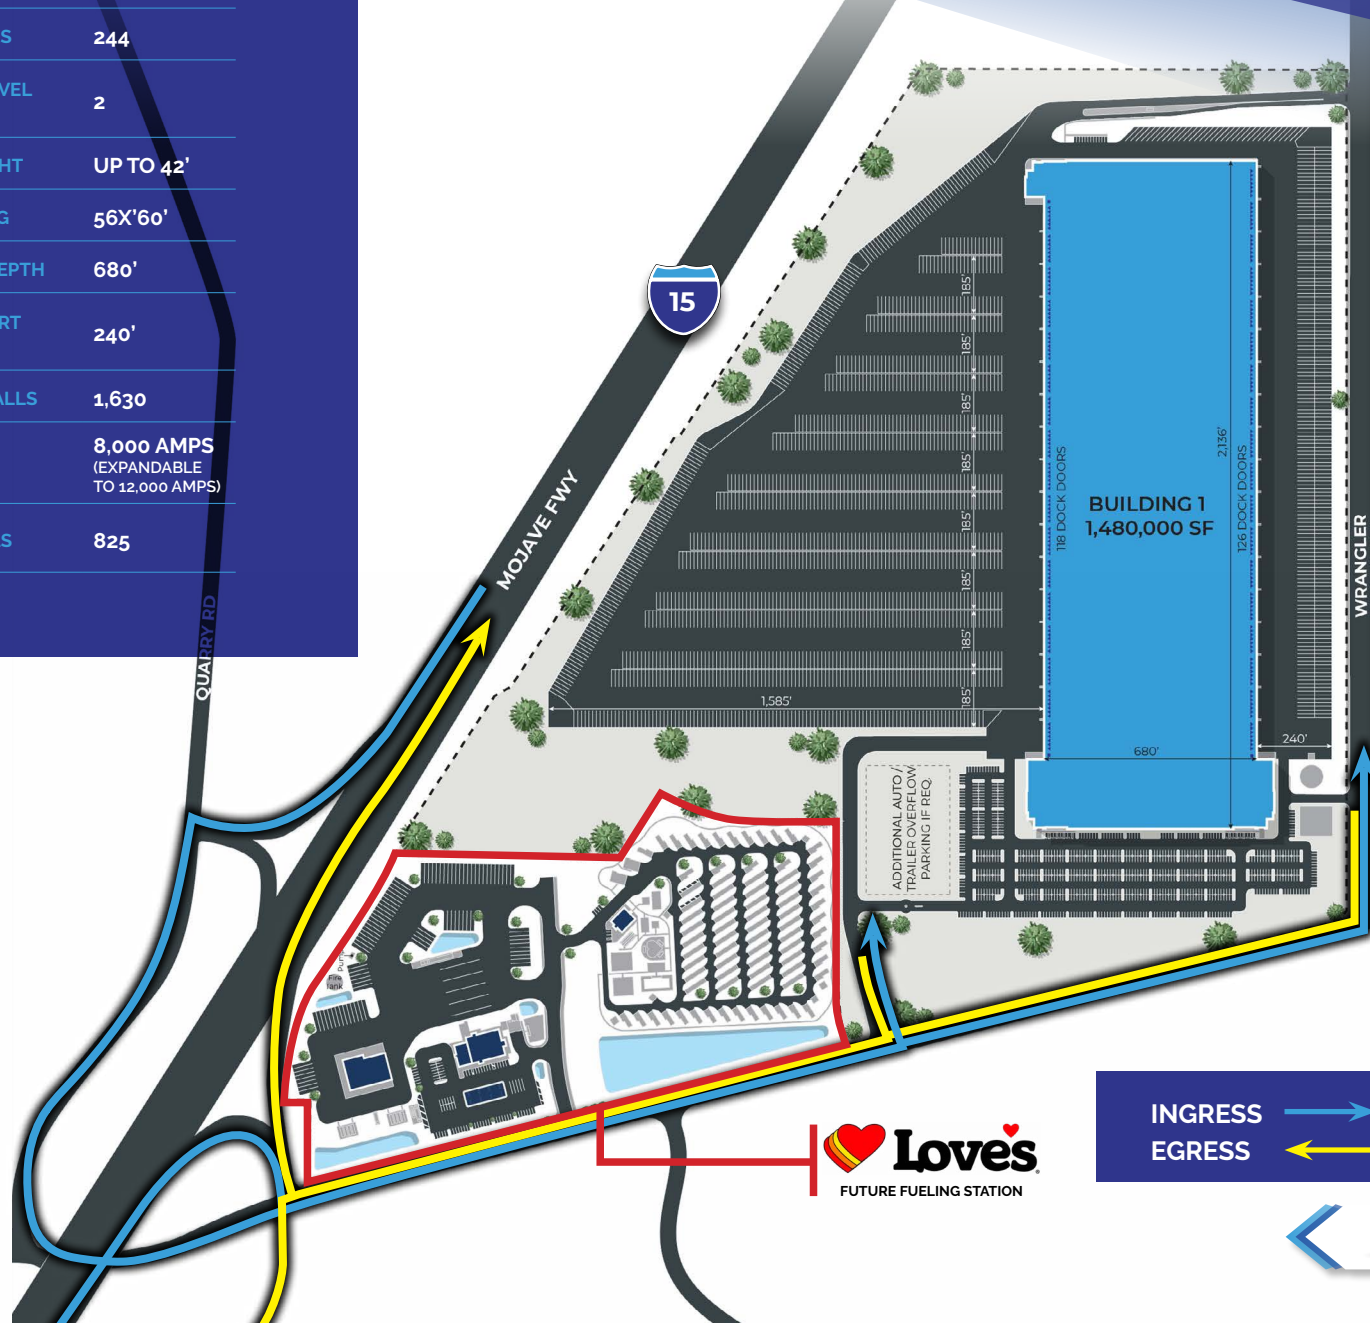 S 244
VEL 2
HT UP TO 42’
G 56X’60’
EPTH 680’
RT 240’
ALLS 1,630
8,000 AMPS
(EXPANDABLE
TO 12,000 AMPS)
S 825
QUARRY RD
15
MOJAVE FWY
185’
185’
185’
185’
185’
185’
185’
185’
1,585’
118 DOCK DOORS
BUILDING 1
1,480,000 SF
2,136’
126 DOCK DOORS
680’
240’
WRANGLER
ADDITIONAL AUTO /
TRAILER OVERFLOW
PARKING IF REQ.
Fire
Tank
Love's
FUTURE FUELING STATION
INGRESS
EGRESS